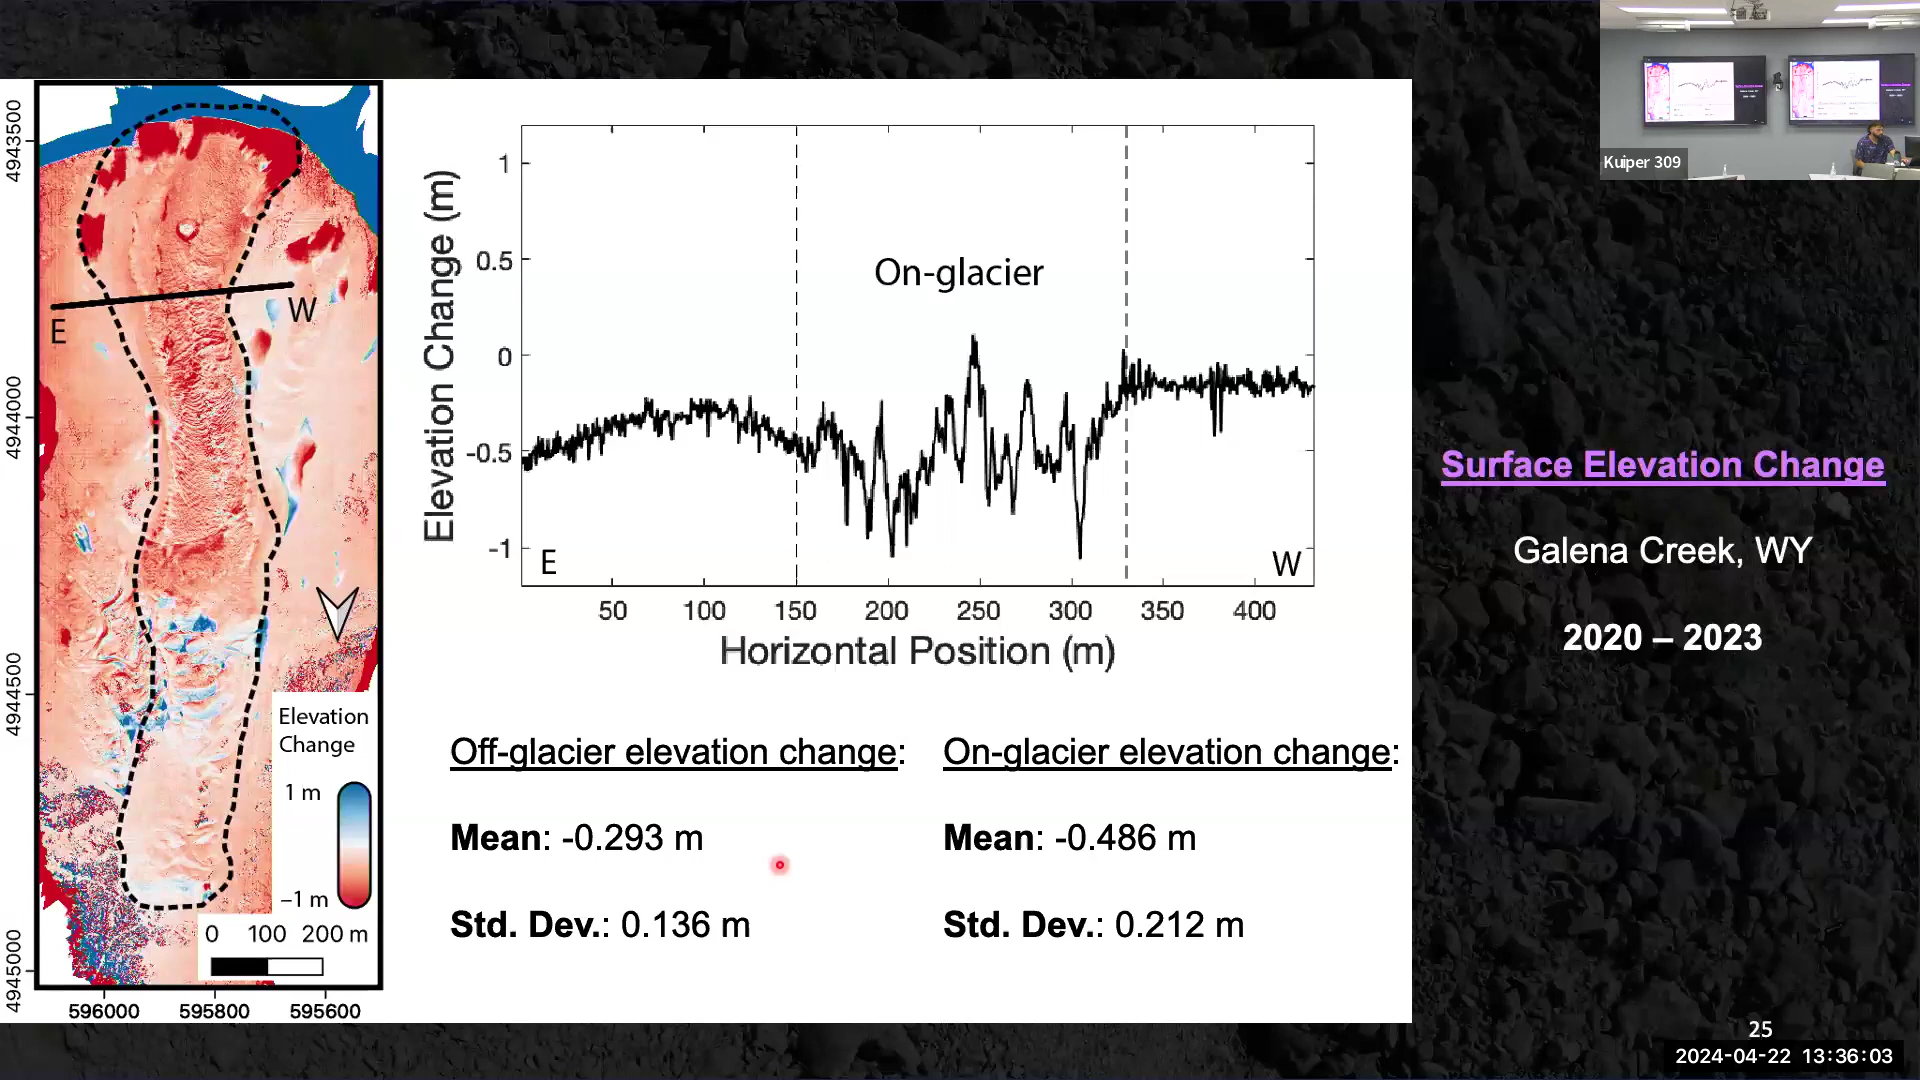 Kuiper 309
4943500
4944000
4944500
4945000
596000
595800
595600
E
W
Elevation
Change
1 m
−1 m
0
100
200 m
Elevation Change (m)
1
0.5
0
-0.5
-1
On-glacier
E
W
50
100
150
200
250
300
350
400
Horizontal Position (m)
Off-glacier elevation change:
Mean: -0.293 m
Std. Dev.: 0.136 m
On-glacier elevation change:
Mean: -0.486 m
Std. Dev.: 0.212 m
Surface Elevation Change
Galena Creek, WY
2020 – 2023
25
2024-04-22 13:36:03